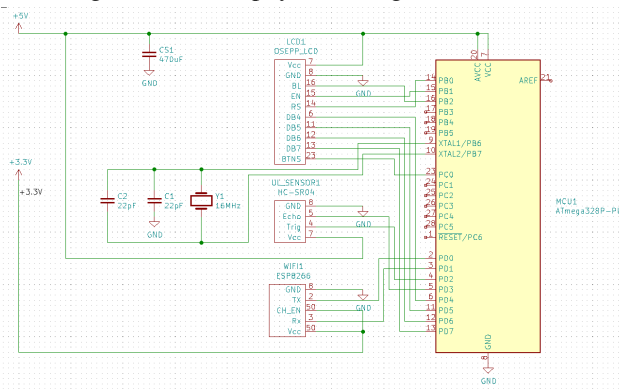 +5V
CS1
470uF
GND
LCD1
OSEPP_LCD
Vcc 7
GND 8
BL 16
EN 15
RS 14
DB4 6
DB5 11
DB6 12
DB7 13
BTNS 23
GND
20 7
AVCC VCC
14 PB0
15 PB1
16 PB2
17 PB3
18 PB4
19 PB5
9 XTAL1/PB6
10 XTAL2/PB7
23 PC0
24 PC1
25 PC2
26 PC3
27 PC4
28 PC5
1 RESET/PC6
2 PD0
3 PD1
4 PD2
5 PD3
6 PD4
11 PD5
12 PD6
13 PD7
AREF 21
MCU1
ATmega328P-PU
GND
8
GND
+3.3V
+3.3V
C2
22pF
C1
22pF
GND
Y1
16MHz
UL_SENSOR1
HC-SR04
GND 8
Echo 5
Trig 4
Vcc 7
GND
WIFI1
ESP8266
GND 8
TX 2
CH_EN 50
Rx 3
Vcc 50
GND